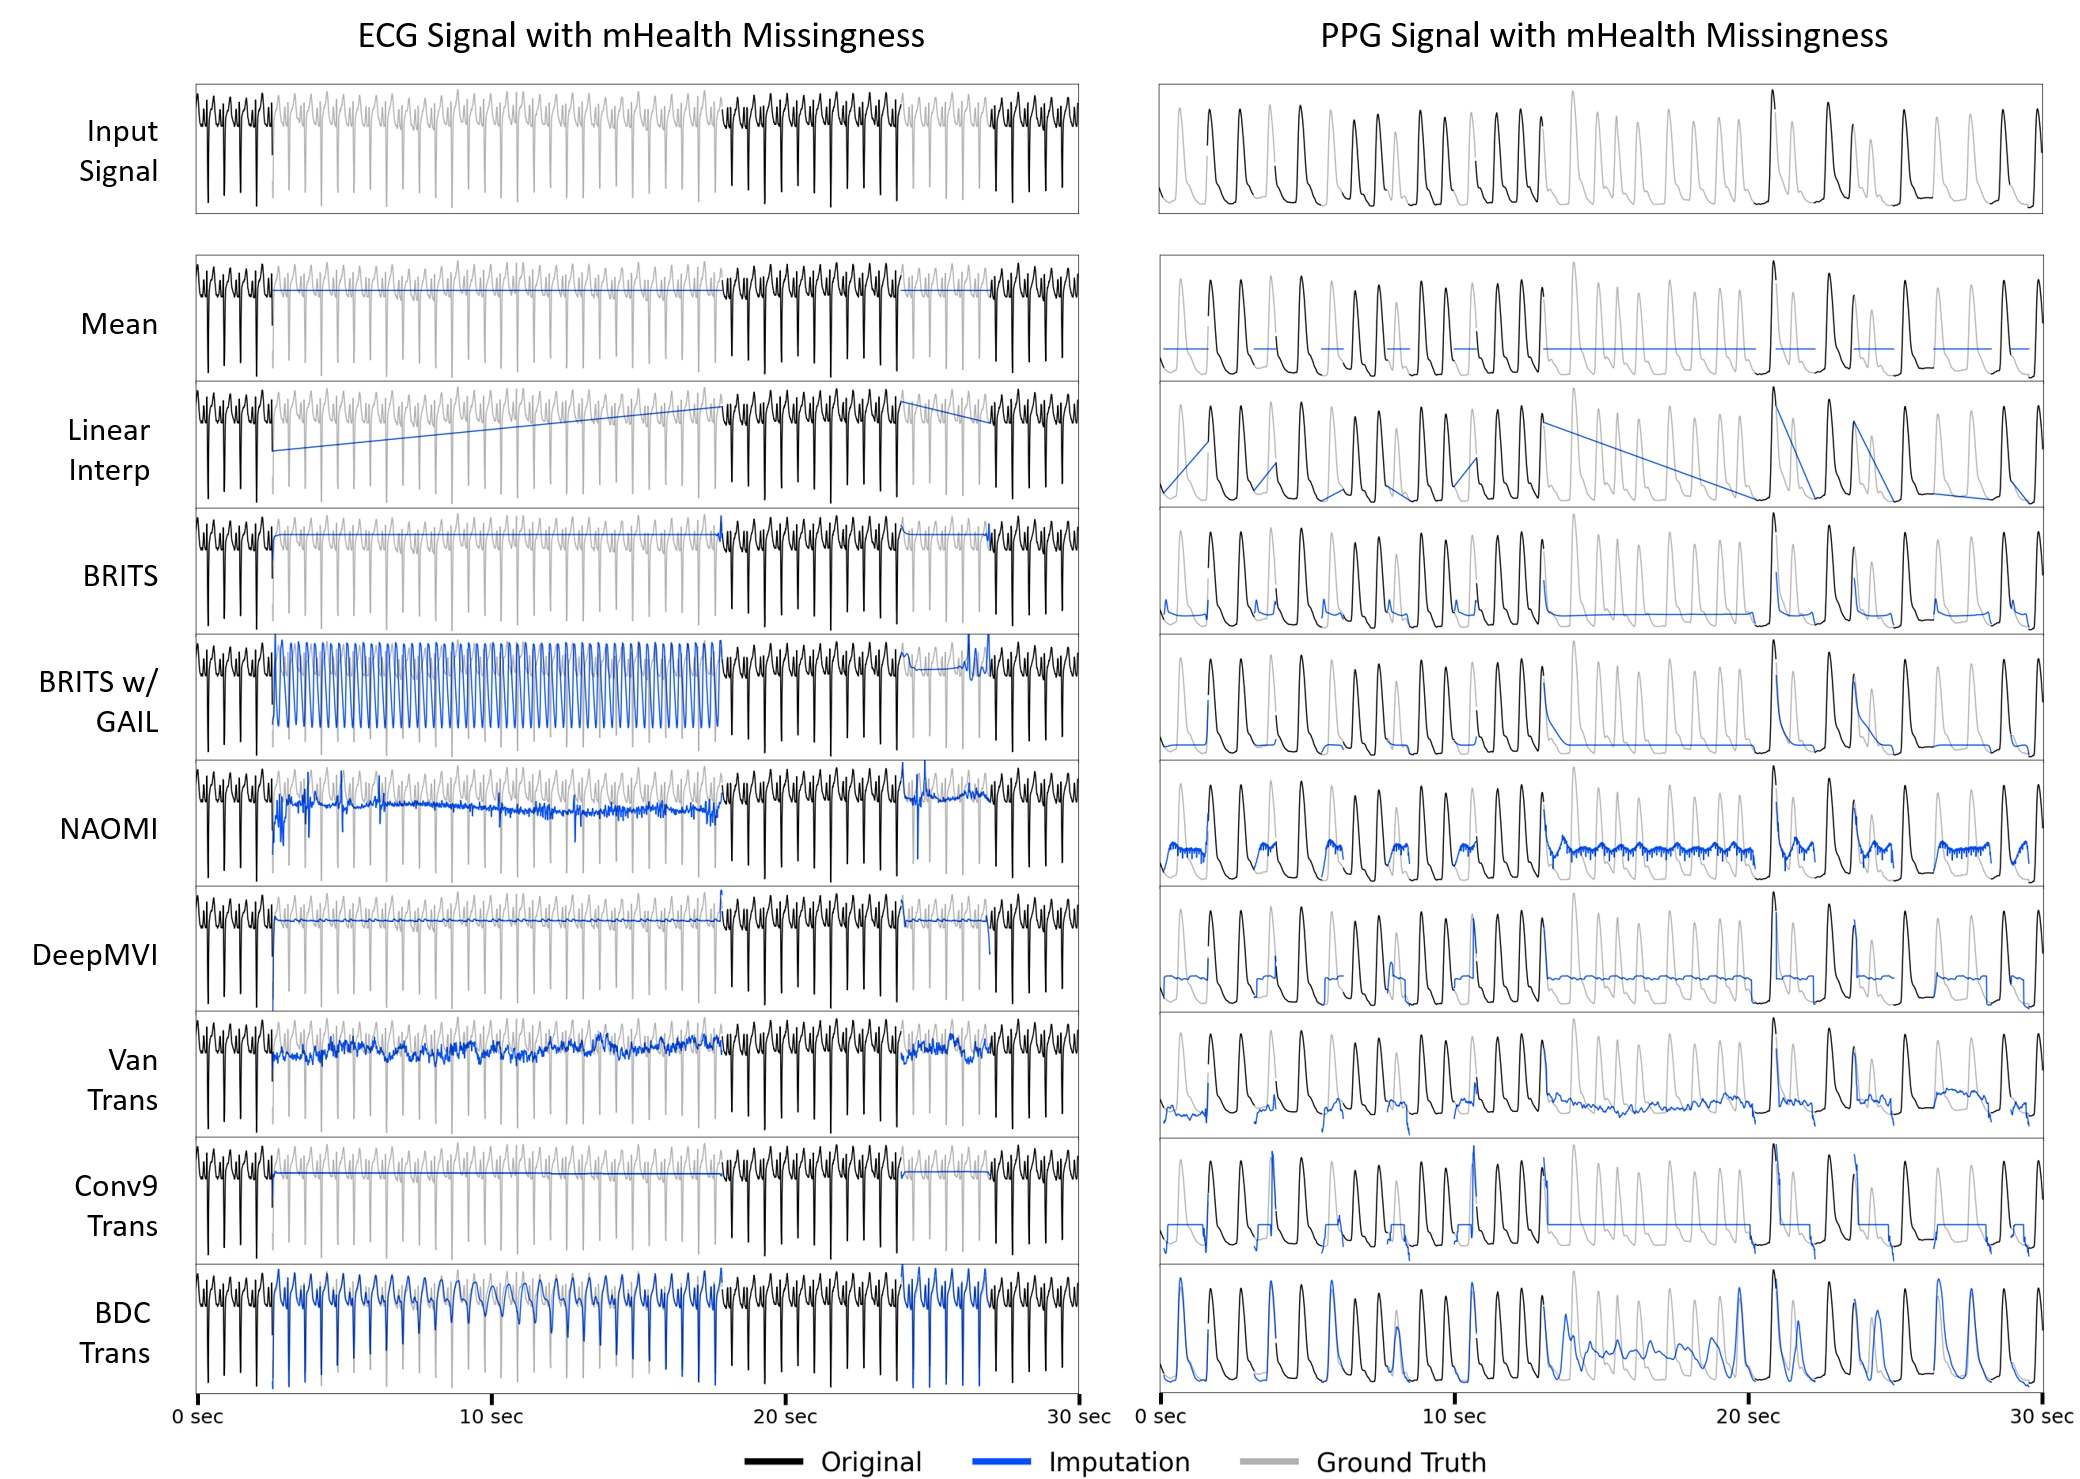 ECG Signal with mHealth Missingness
PPG Signal with mHealth Missingness
Input
Signal
Mean
Linear
Interp
BRITS
BRITS w/
GAIL
NAOMI
DeepMVI
Van
Trans
Conv9
Trans
BDC
Trans
0 sec
10 sec
20 sec
30 sec
0 sec
10 sec
20 sec
30 sec
Original
Imputation
Ground Truth